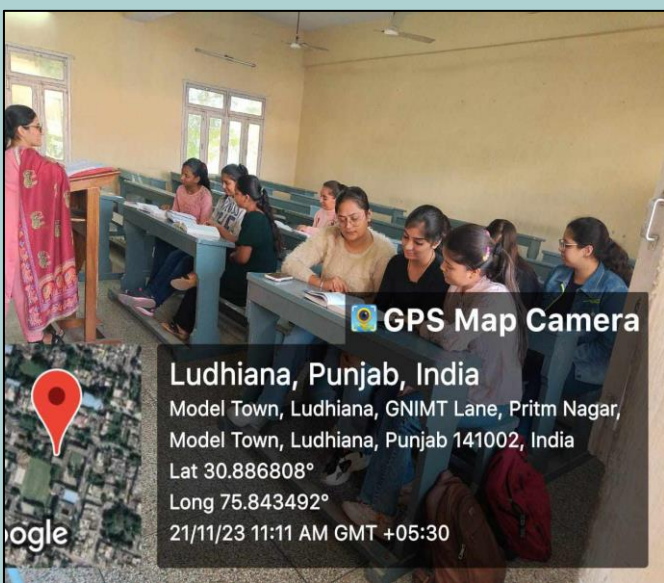 GPS Map Camera
Ludhiana, Punjab, India
Model Town, Ludhiana, GNIMT Lane, Pritm Nagar,
Model Town, Ludhiana, Punjab 141002, India
Lat 30.886808°
Long 75.843492°
21/11/23 11:11 AM GMT +05:30
oogle